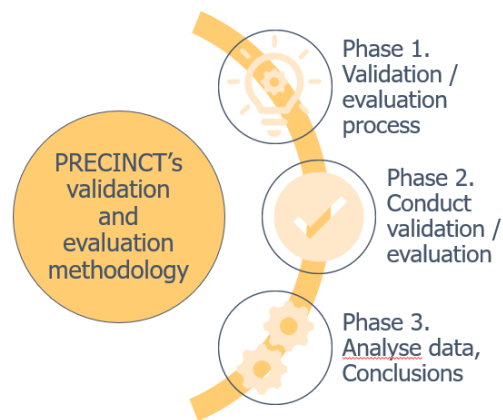 PRECINCT's
validation
and
evaluation
methodology
Phase 1.
Validation /
evaluation
process
Phase 2.
Conduct
validation /
evaluation
Phase 3.
Analyse data,
Conclusions